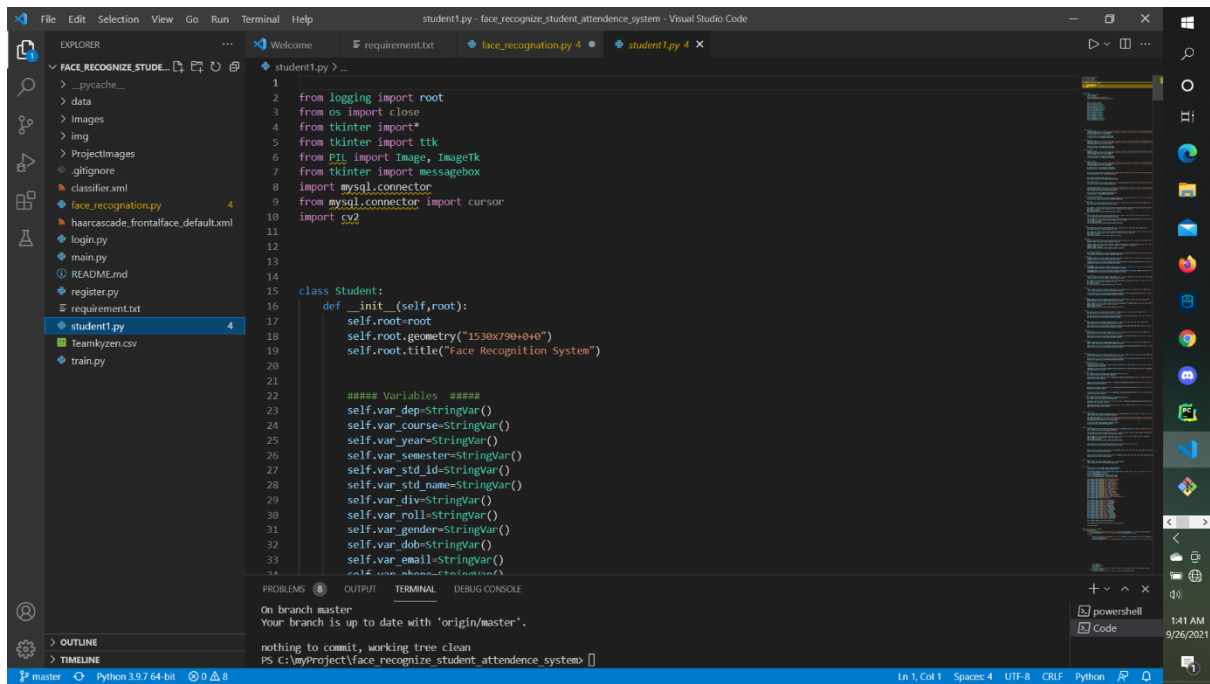 File Edit Selection View Go Run Terminal Help student1.py - face_recognize_student_attendence_system - Visual Studio Code
EXPLORER
Welcome requirement.txt face_recognation.py 4 student1.py 4
FACE_RECOGNIZE_STUDE...
__pycache__
data
Images
img
ProjectImages
.gitignore
classifier.xml
face_recognation.py 4
haarcascade_frontalface_default.xml
login.py
main.py
README.md
register.py
requirement.txt
student1.py 4
Teamkyzen.csv
train.py
OUTLINE
TIMELINE
student1.py > ...
1
2 from logging import root
3 from os import close
4 from tkinter import*
5 from tkinter import ttk
6 from PIL import Image, ImageTk
7 from tkinter import messagebox
8 import mysql.connector
9 from mysql.connector import cursor
10 import cv2
11
12
13
14
15 class Student:
16 def __init__(self,root):
17 self.root=root
18 self.root.geometry("1530x790+0+0")
19 self.root.title("Face Recognition System")
20
21
22 ##### Variables #####
23 self.var_dep=StringVar()
24 self.var_course=StringVar()
25 self.var_year=StringVar()
26 self.var_semester=StringVar()
27 self.var_std_id=StringVar()
28 self.var_std_name=StringVar()
29 self.var_div=StringVar()
30 self.var_roll=StringVar()
31 self.var_gender=StringVar()
32 self.var_dob=StringVar()
33 self.var_email=StringVar()
PROBLEMS 8 OUTPUT TERMINAL DEBUG CONSOLE
On branch master
Your branch is up to date with 'origin/master'.
nothing to commit, working tree clean
PS C:\myProject\face_recognize_student_attendence_system>
powershell
Code
master Python 3.9.7 64-bit 0 8 Ln 1, Col 1 Spaces: 4 UTF-8 CRLF Python
1:41 AM
9/26/2021
1